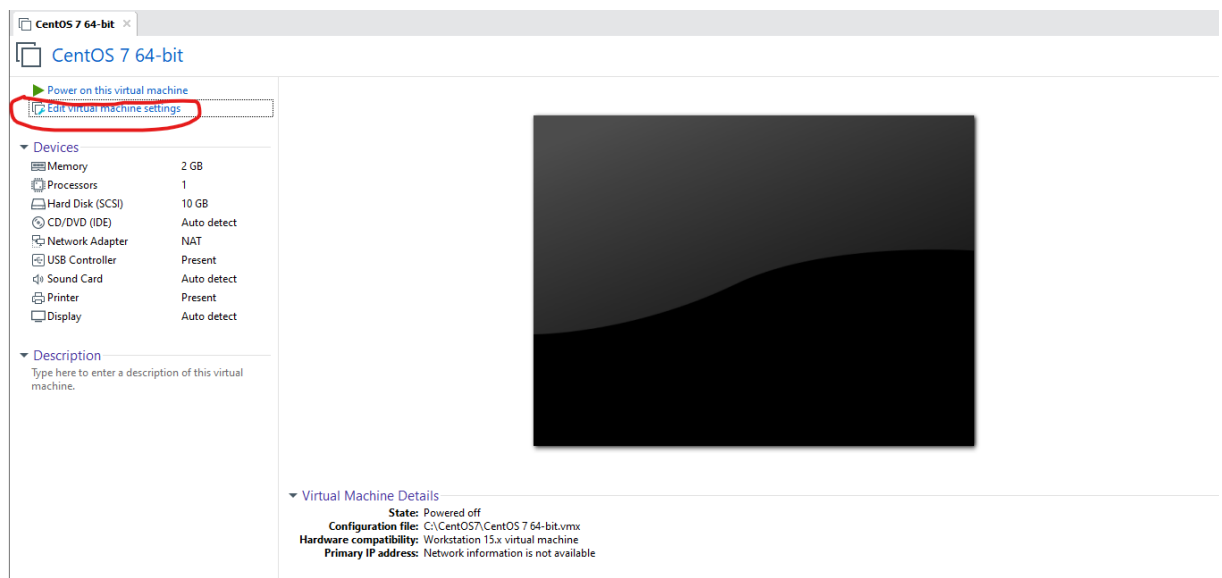 CentOS 7 64-bit ×
CentOS 7 64-bit
Power on this virtual machine
Edit virtual machine settings
Devices
Memory 2 GB
Processors 1
Hard Disk (SCSI) 10 GB
CD/DVD (IDE) Auto detect
Network Adapter NAT
USB Controller Present
Sound Card Auto detect
Printer Present
Display Auto detect
Description
Type here to enter a description of this virtual
machine.
Virtual Machine Details
State: Powered off
Configuration file: C:\CentOS7\CentOS 7 64-bit.vmx
Hardware compatibility: Workstation 15.x virtual machine
Primary IP address: Network information is not available